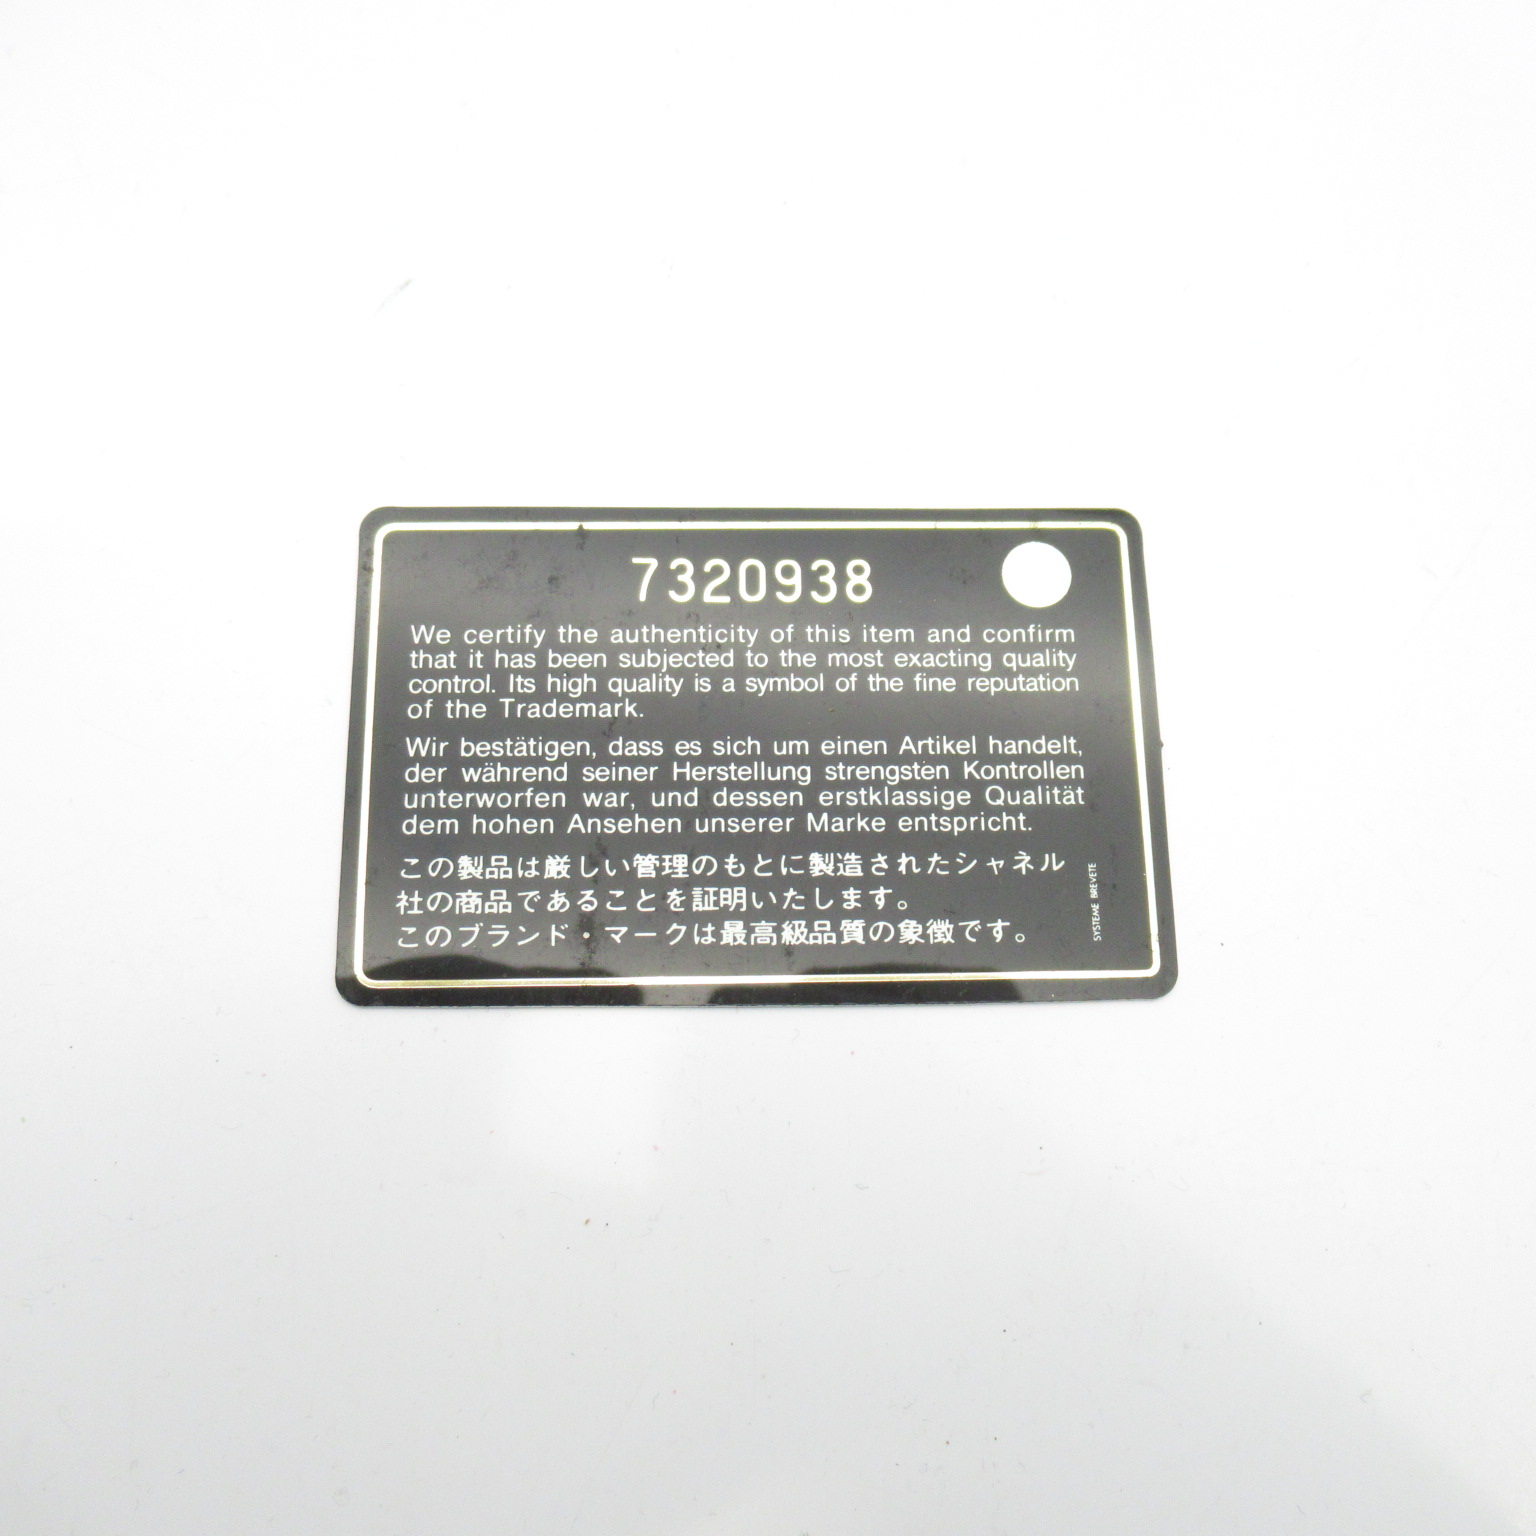 7320938
We certify the authenticity of this item and confirm
that it has been subjected to the most exacting quality
control. Its high quality is a symbol of the fine reputation
of the Trademark.
Wir bestätigen, dass es sich um einen Artikel handelt,
der während seiner Herstellung strengsten Kontrollen
unterworfen war, und dessen erstklassige Qualität
dem hohen Ansehen unserer Marke entspricht.
この製品は厳しい管理のもとに製造されたシャネル
社の商品であることを証明いたします。
このブランド・マークは最高級品質の象徴です。
SYSTEME BREVETE